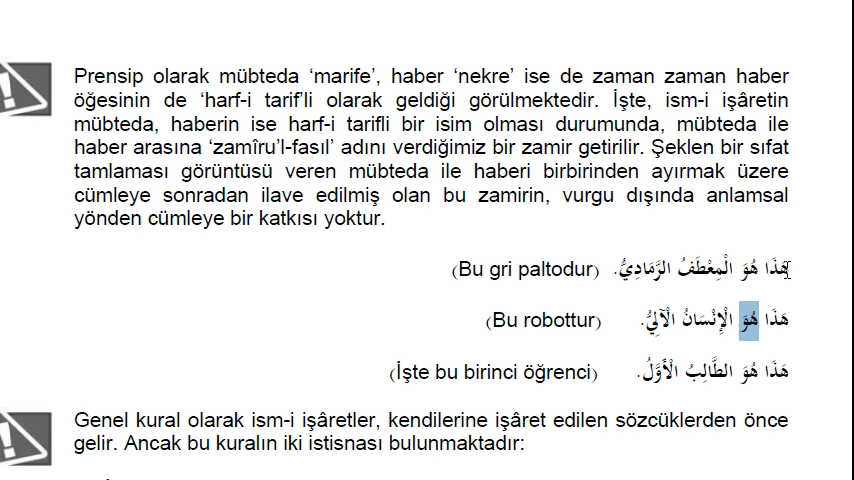 Prensip olarak mübteda ‘marife’, haber ‘nekre’ ise de zaman zaman haber
öğesinin de ‘harf-i tarif’li olarak geldiği görülmektedir. İşte, ism-i işâretin
mübteda, haberin ise harf-i tarifli bir isim olması durumunda, mübteda ile
haber arasına ‘zamîru’l-fasıl’ adını verdiğimiz bir zamir getirilir. Şeklen bir sıfat
tamlaması görüntüsü veren mübteda ile haberi birbirinden ayırmak üzere
cümleye sonradan ilave edilmiş olan bu zamirin, vurgu dışında anlamsal
yönden cümleye bir katkısı yoktur.
هَذَا هُوَ الْمِعْطَفُ الرَّمَادِيُّ. (Bu gri paltodur)
هَذَا هُوَ الْإِنْسَانُ الْآلِيُّ. (Bu robottur)
هَذَا هُوَ الطَّالِبُ الْأَوَّلُ. (İşte bu birinci öğrenci)
Genel kural olarak ism-i işâretler, kendilerine işâret edilen sözcüklerden önce
gelir. Ancak bu kuralın iki istisnası bulunmaktadır: